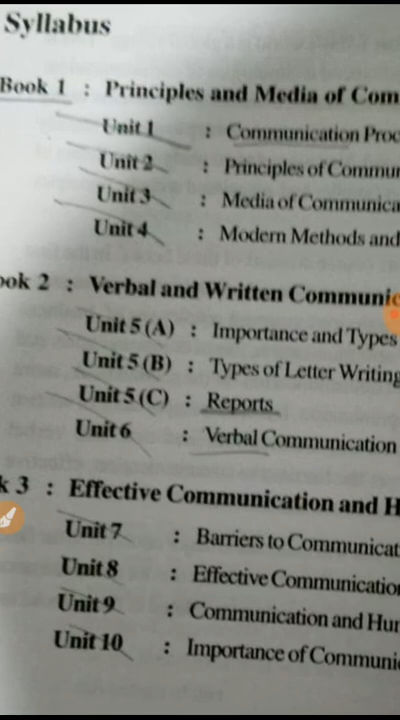 Syllabus
Book 1 : Principles and Media of Com
Unit 1 : Communication Proc
Unit 2 : Principles of Commun
Unit 3 : Media of Communica
Unit 4 : Modern Methods and
ook 2 : Verbal and Written Communic
Unit 5 (A) : Importance and Types
Unit 5 (B) : Types of Letter Writing
Unit 5 (C) : Reports
Unit 6 : Verbal Communication
k 3 : Effective Communication and H
Unit 7 : Barriers to Communicat
Unit 8 : Effective Communication
Unit 9 : Communication and Hum
Unit 10 : Importance of Communi